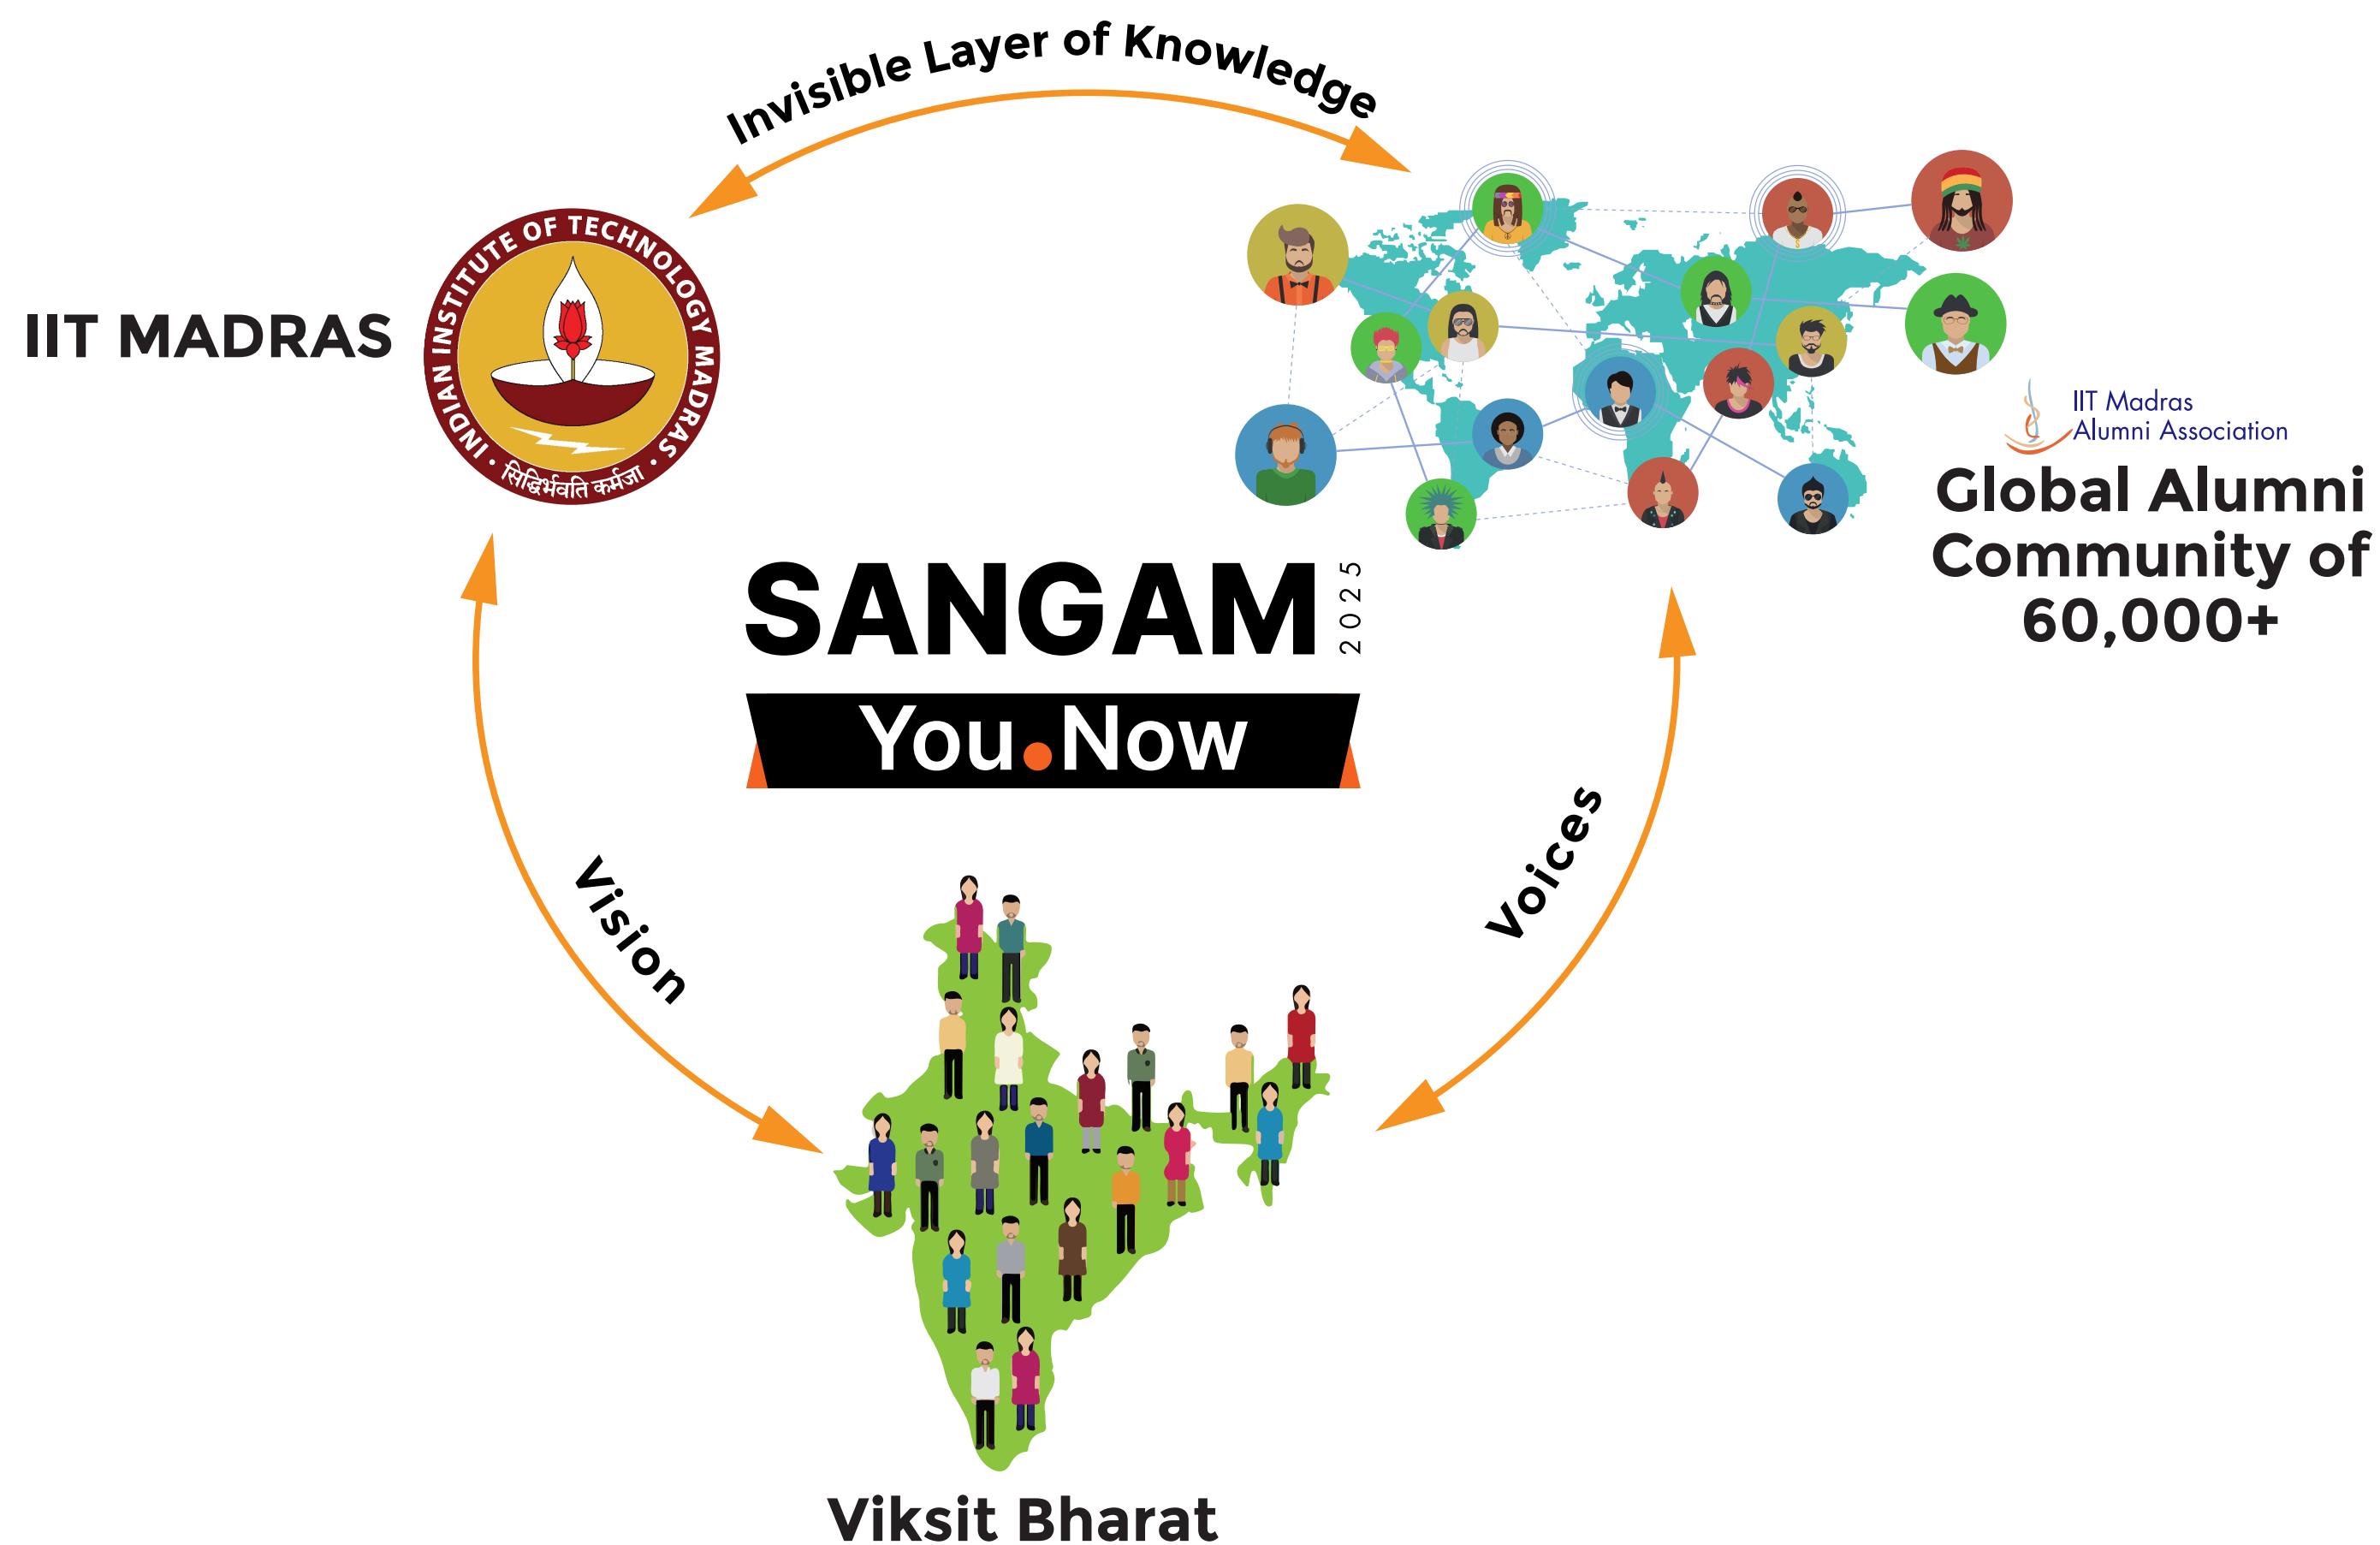 Invisible Layer of Knowledge
IIT MADRAS
INDIAN INSTITUTE OF TECHNOLOGY MADRAS
सिद्धिर्भवति कर्मजा
IIT Madras
Alumni Association
Global Alumni
Community of
60,000+
SANGAM 2025
You.Now
Vision
Voices
Viksit Bharat